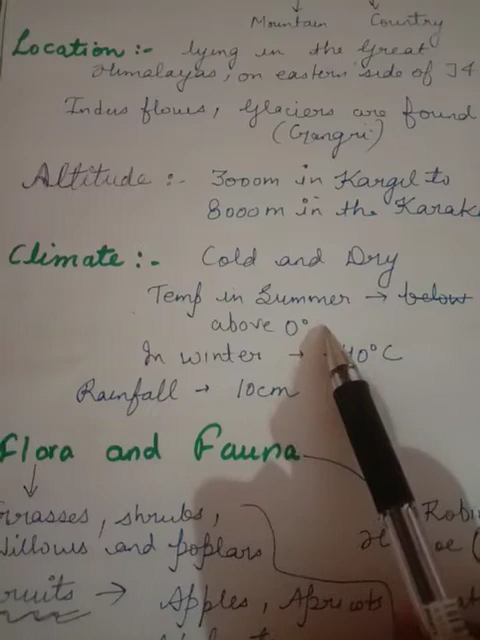 Mountain Country
Location :- lying in the Great
Himalayas, on eastern side of J&
Indus flows, Glaciers are found
(Gangri)
Altitude :- 3000m in Kargil to
8000m in the Karak
Climate :- Cold and Dry
Temp in Summer → below
above 0°
In winter → 40°C
Rainfall → 10cm
Flora and Fauna
Grasses, shrubs, Robi
Willows and poplars
Fruits → Apples, Apricots